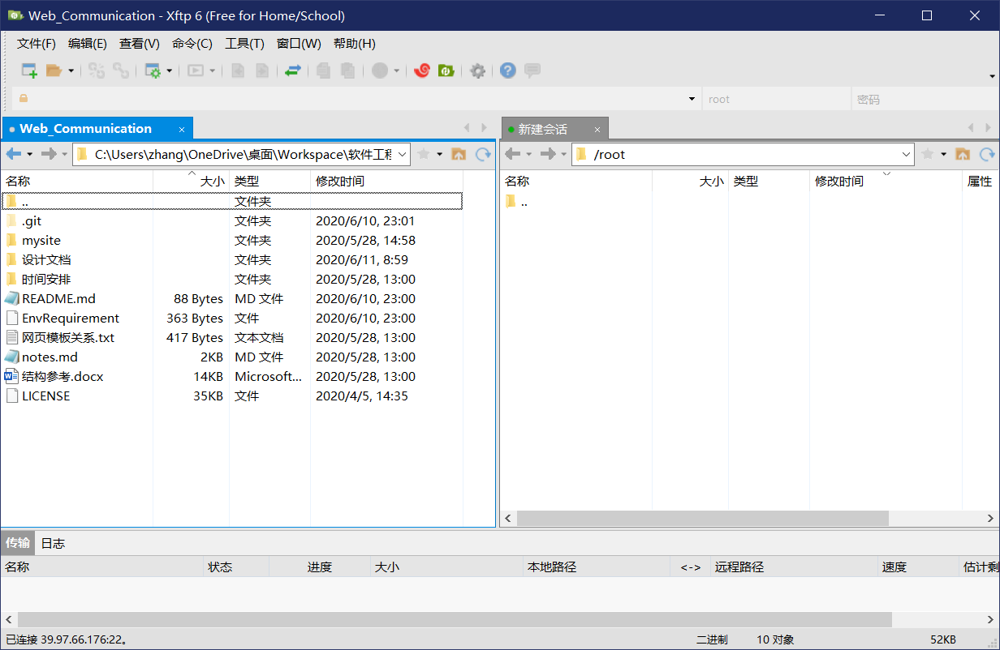 Web_Communication - Xftp 6 (Free for Home/School)
文件(F) 编辑(E) 查看(V) 命令(C) 工具(T) 窗口(W) 帮助(H)
root 密码
Web_Communication × 新建会话 ×
C:\Users\zhang\OneDrive\桌面\Workspace\软件工程 /root
名称 大小 类型 修改时间 名称 大小 类型 修改时间 属性
.. 文件夹 ..
.git 文件夹 2020/6/10, 23:01
mysite 文件夹 2020/5/28, 14:58
设计文档 文件夹 2020/6/11, 8:59
时间安排 文件夹 2020/5/28, 13:00
README.md 88 Bytes MD 文件 2020/6/10, 23:00
EnvRequirement 363 Bytes 文件 2020/6/10, 23:00
网页模板关系.txt 417 Bytes 文本文档 2020/5/28, 13:00
notes.md 2KB MD 文件 2020/5/28, 13:00
结构参考.docx 14KB Microsoft... 2020/5/28, 13:00
LICENSE 35KB 文件 2020/4/5, 14:35
传输 日志
名称 状态 进度 大小 本地路径 <-> 远程路径 速度 估计剩
已连接 39.97.66.176:22。 二进制 10 对象 52KB